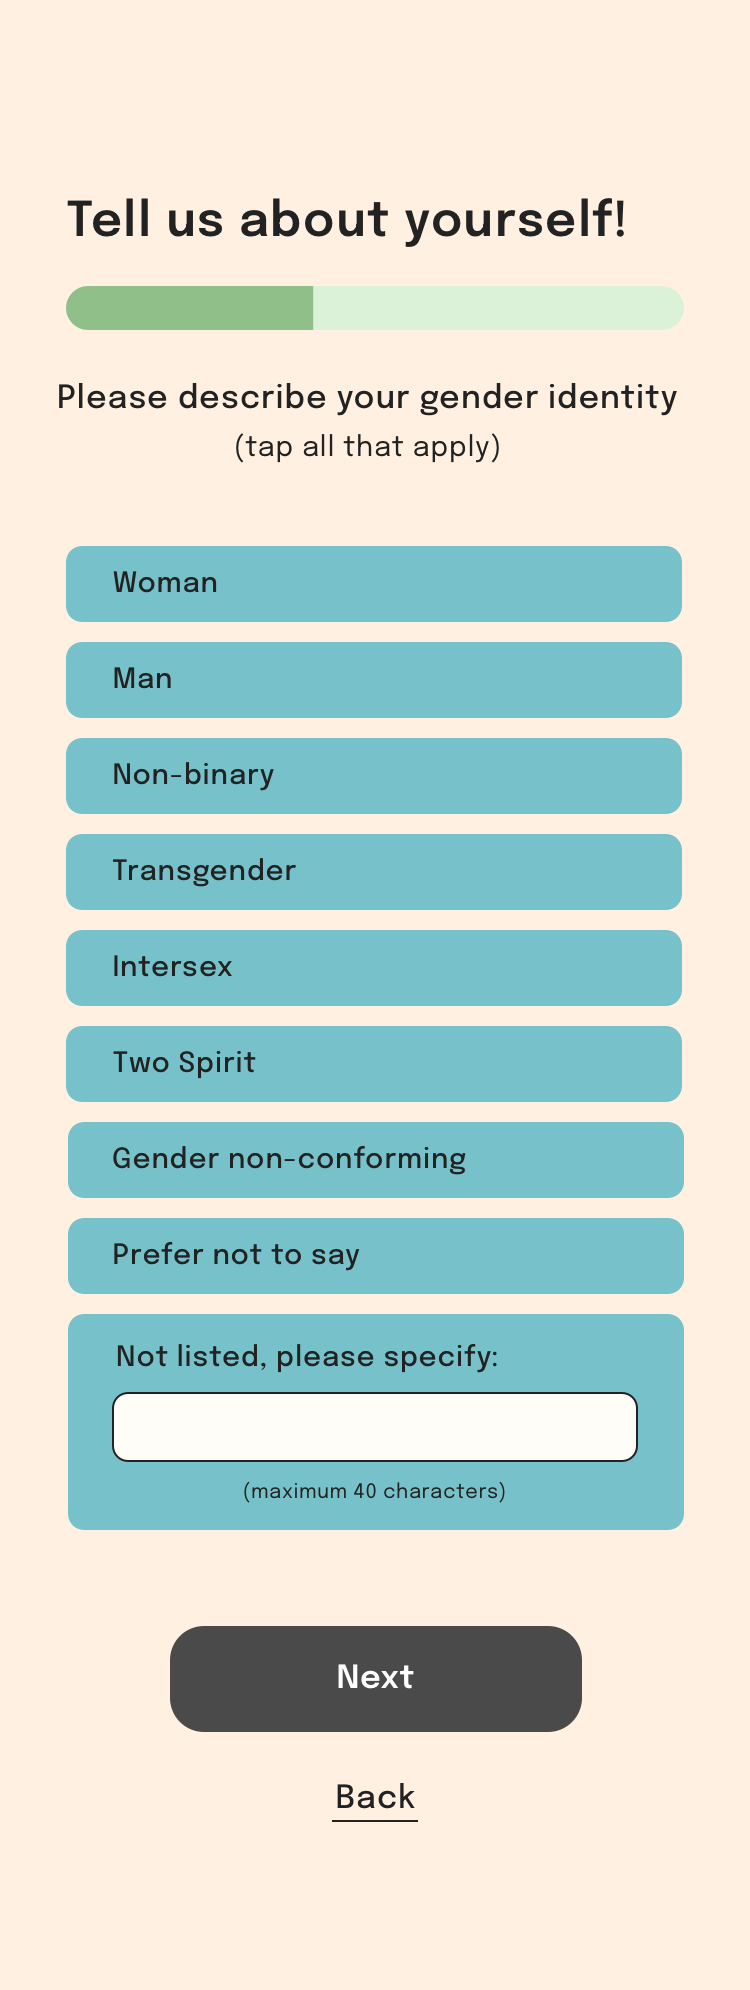 Tell us about yourself!
Please describe your gender identity
(tap all that apply)
Woman
Man
Non-binary
Transgender
Intersex
Two Spirit
Gender non-conforming
Prefer not to say
Not listed, please specify:
(maximum 40 characters)
Next
Back